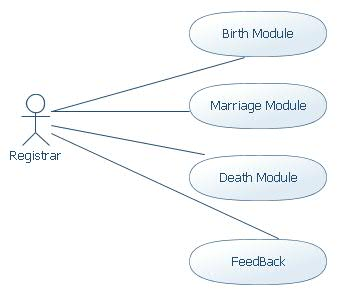 Birth Module
Marriage Module
Registrar
Death Module
FeedBack